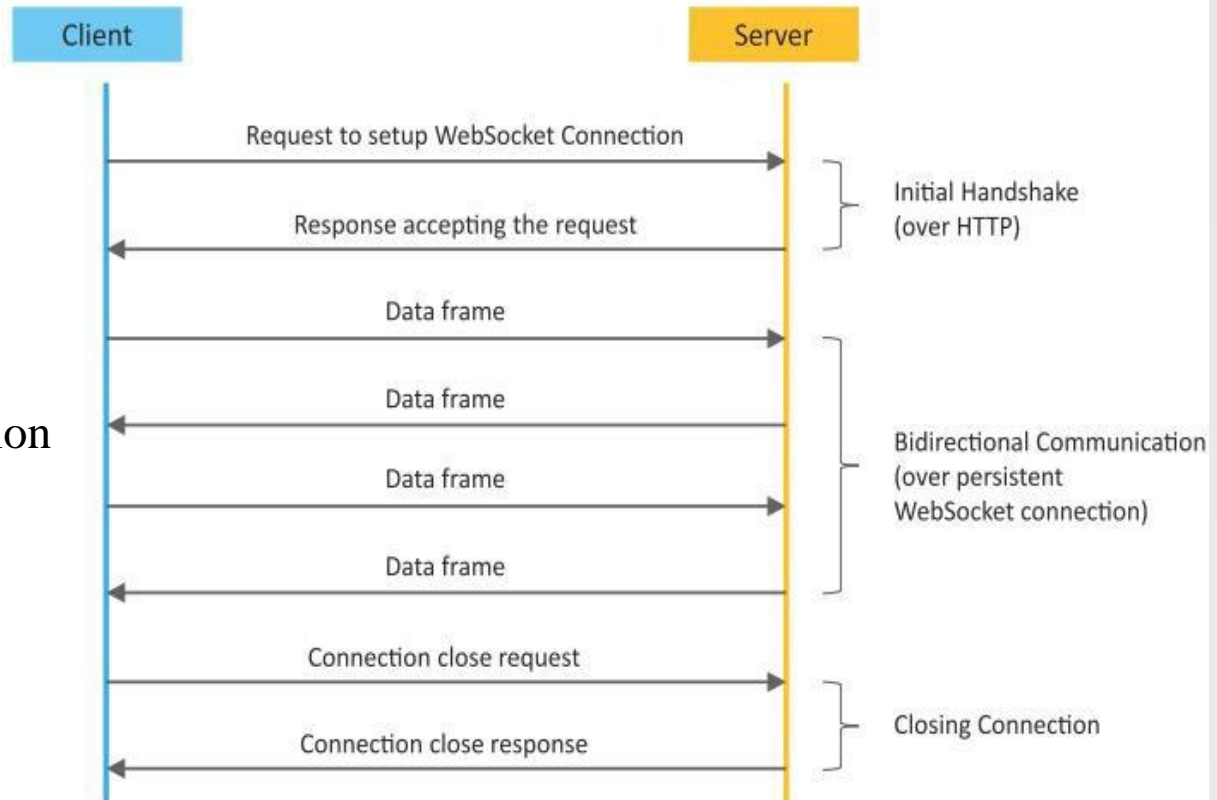 Client
Server
Request to setup WebSocket Connection
Response accepting the request
Initial Handshake
(over HTTP)
Data frame
Data frame
Data frame
Data frame
Bidirectional Communication
(over persistent
WebSocket connection)
Connection close request
Connection close response
Closing Connection